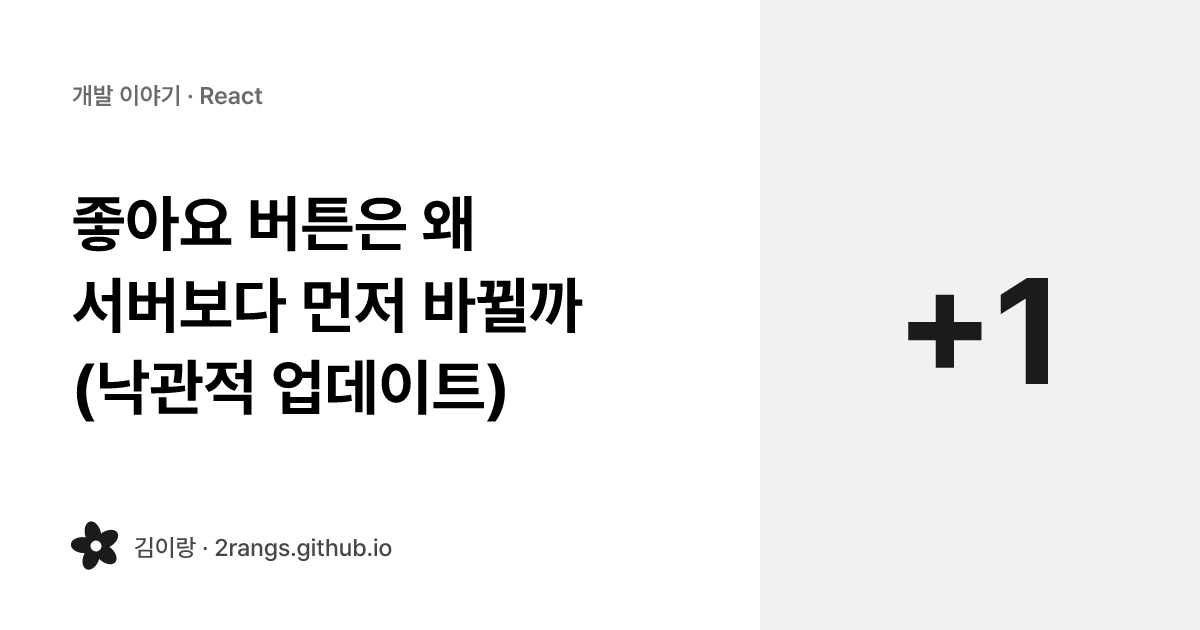 개발 이야기 · React
좋아요 버튼은 왜
서버보다 먼저 바뀔까
(낙관적 업데이트)
+1
김이랑 · 2rangs.github.io